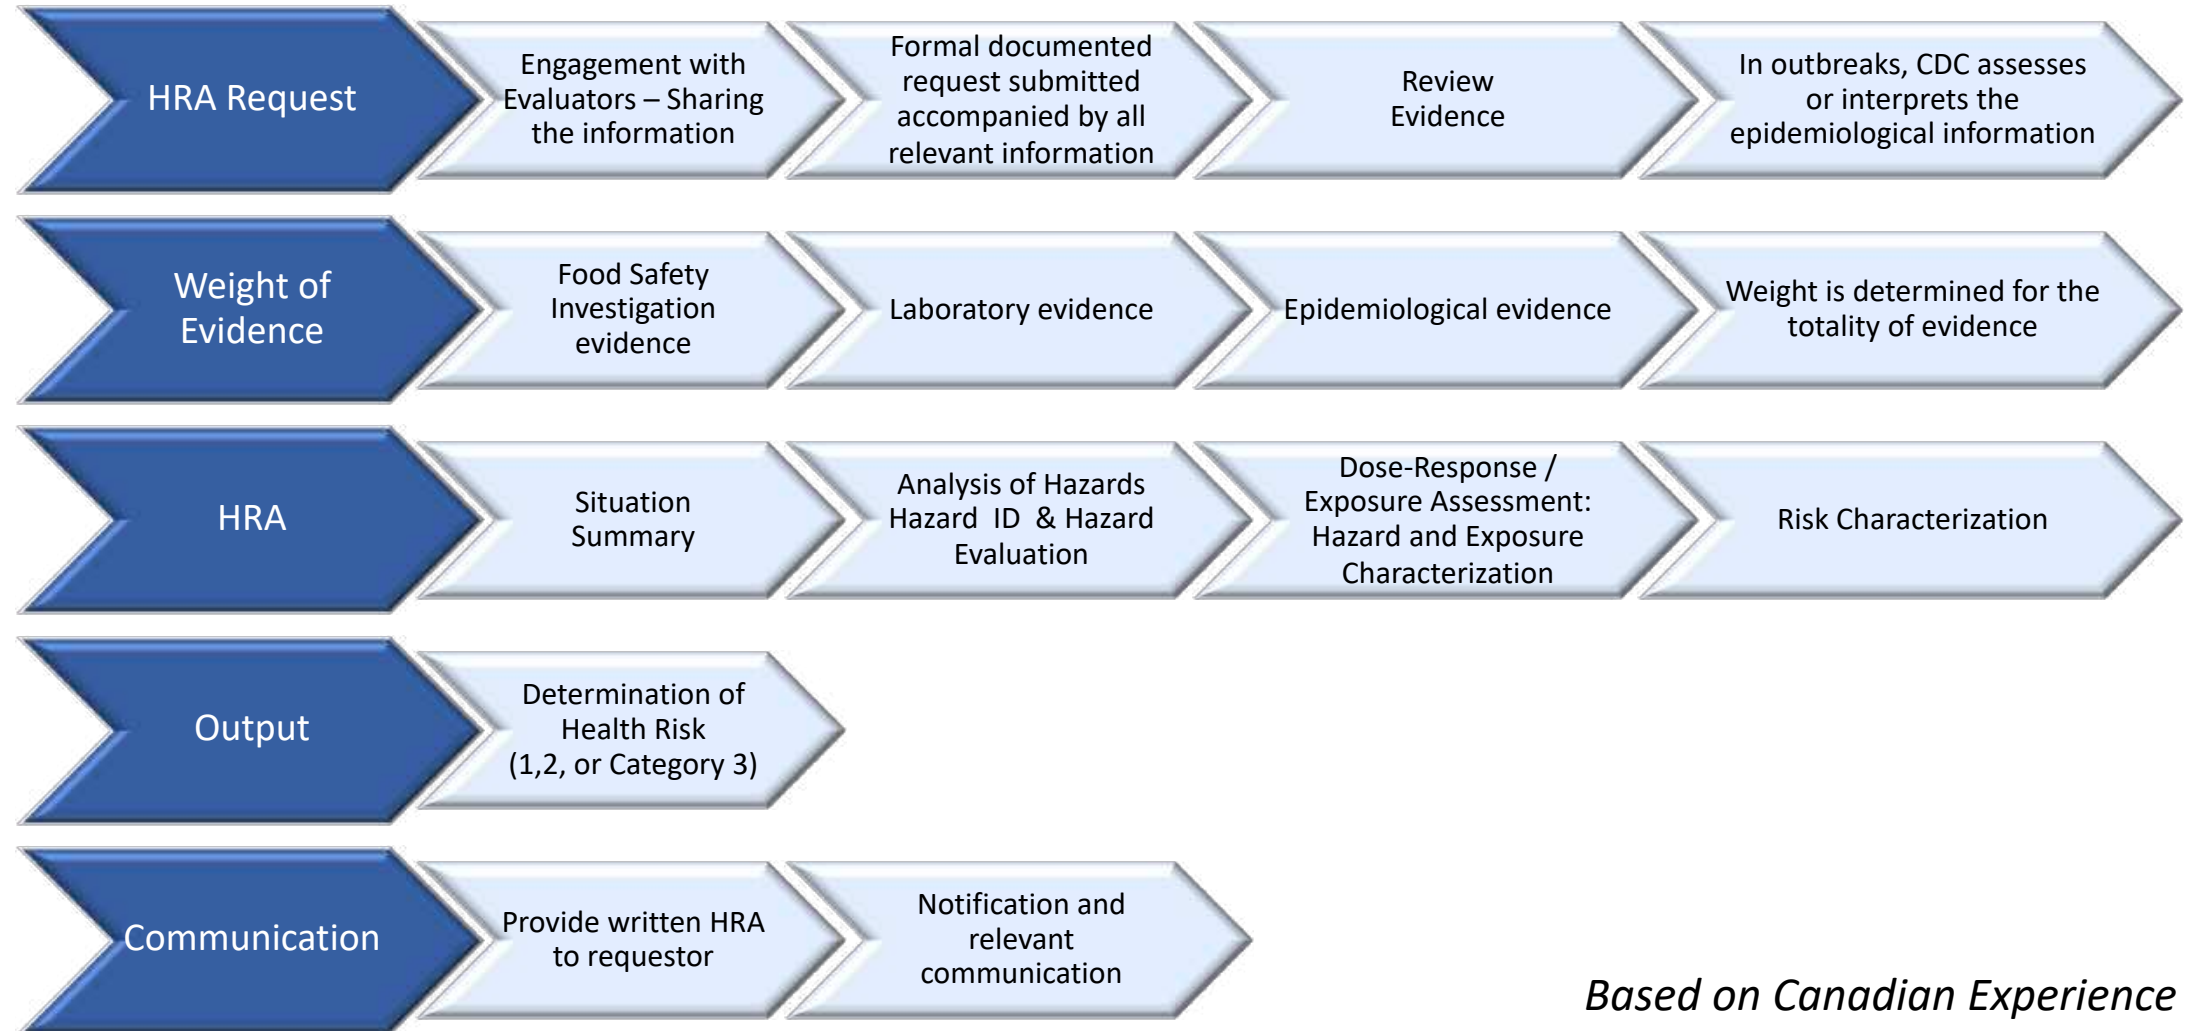 HRA Request
Engagement with
Evaluators – Sharing
the information
Formal documented
request submitted
accompanied by all
relevant information
Review
Evidence
In outbreaks, CDC assesses
or interprets the
epidemiological information
Weight of
Evidence
Food Safety
Investigation
evidence
Laboratory evidence
Epidemiological evidence
Weight is determined for the
totality of evidence
HRA
Situation
Summary
Analysis of Hazards
Hazard  ID  & Hazard
Evaluation
Dose-Response /
Exposure Assessment:
Hazard and Exposure
Characterization
Risk Characterization
Output
Determination of
Health Risk
(1,2, or Category 3)
Communication
Provide written HRA
to requestor
Notification and
relevant
communication
Based on Canadian Experience